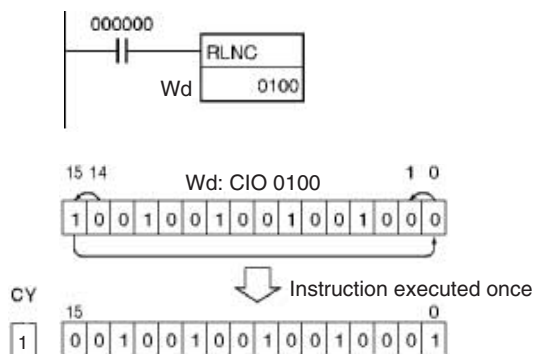 000000
RLNC
Wd 0100
15 14 Wd: CIO 0100 1 0
1 0 0 1 0 0 1 0 0 1 0 0 1 0 0 0
Instruction executed once
CY 15 0
1 0 0 1 0 0 1 0 0 1 0 0 1 0 0 0 1